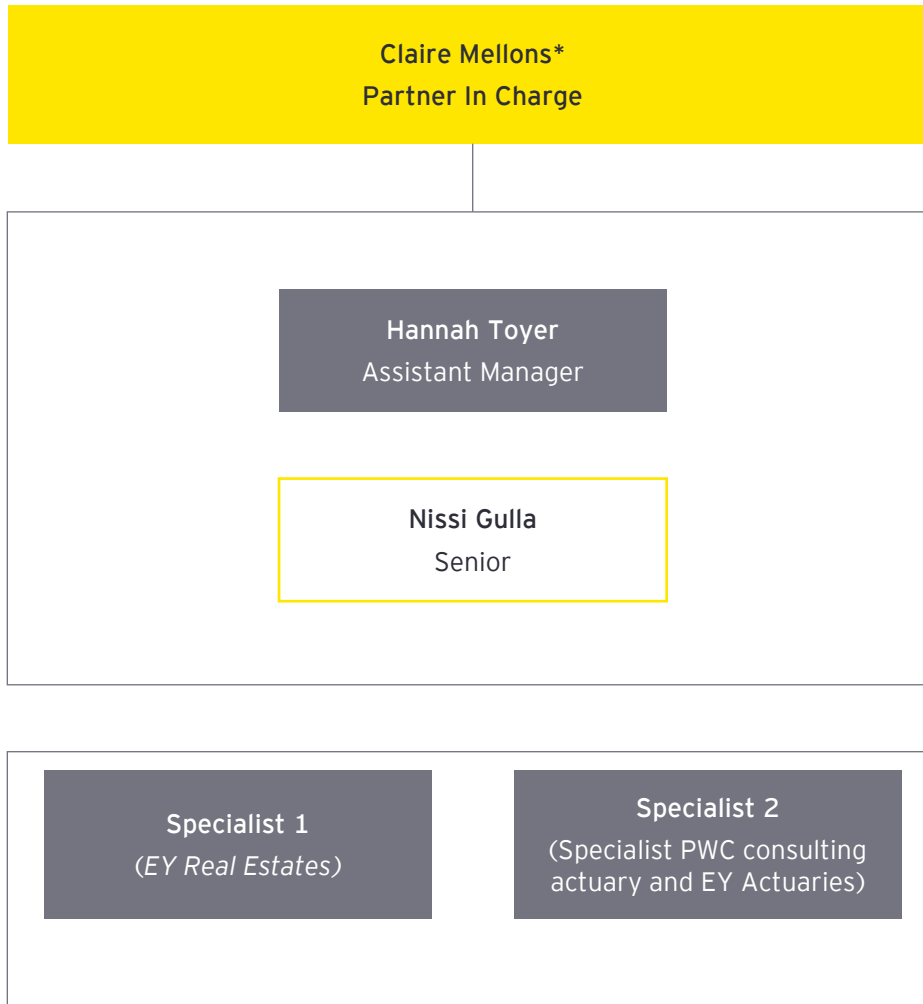 Claire Mellons*
Partner In Charge
Hannah Toyer
Assistant Manager
Nissi Gulla
Senior
Specialist 1
(EY Real Estates)
Specialist 2
(Specialist PWC consulting
actuary and EY Actuaries)